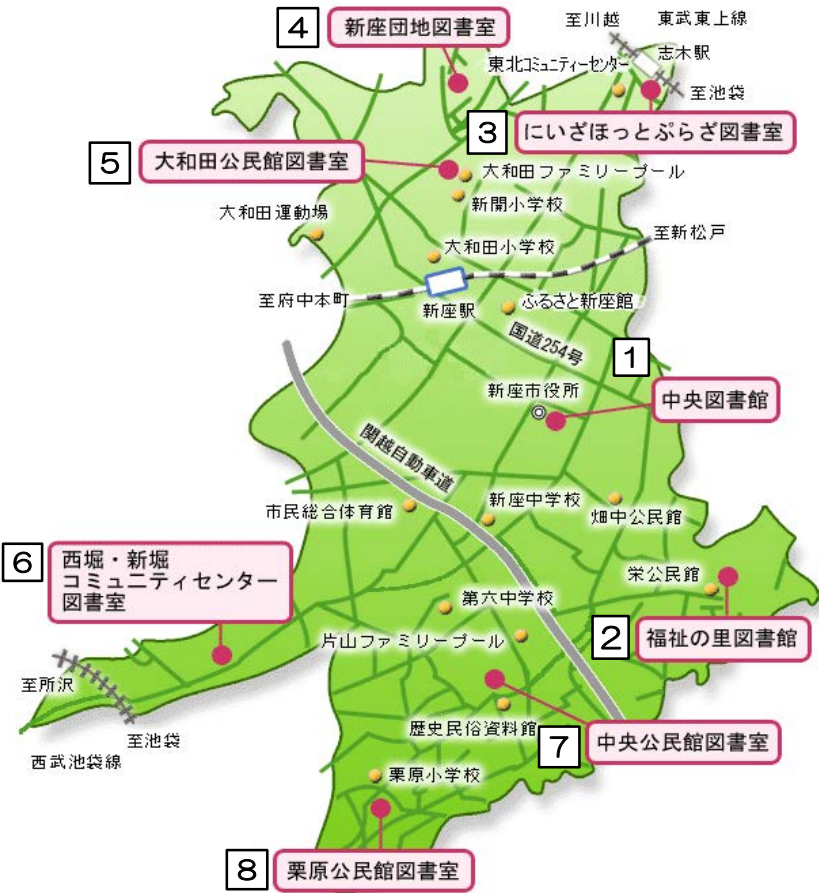 4
新座団地図書室
至川越
東武東上線
志木駅
東北コミュニティーセンター
至池袋
3
にいざほっとぷらざ図書室
5
大和田公民館図書室
大和田ファミリープール
新開小学校
大和田運動場
大和田小学校
至新松戸
至府中本町
新座駅
ふるさと新座館
国道254号
1
新座市役所
中央図書館
関越自動車道
市民総合体育館
新座中学校
畑中公民館
6
西堀・新堀
コミュニティセンター
図書室
栄公民館
第六中学校
2
福祉の里図書館
片山ファミリープール
至所沢
至池袋
西武池袋線
歴史民俗資料館
7
中央公民館図書室
栗原小学校
8
栗原公民館図書室